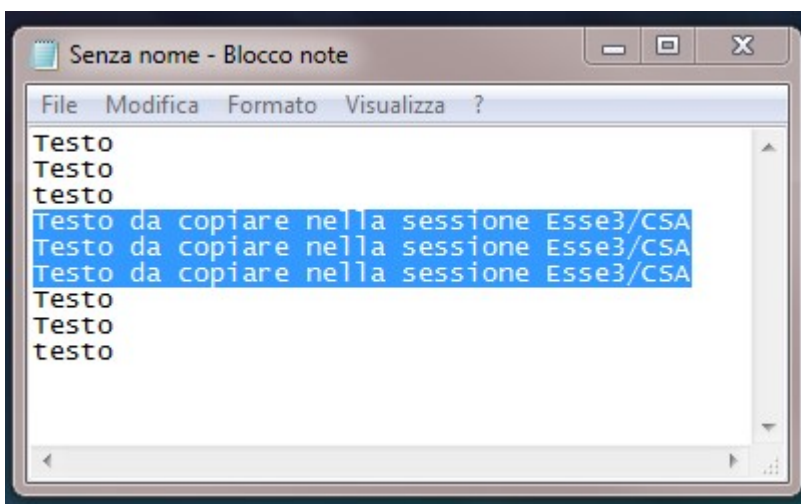 Senza nome - Blocco note
File Modifica Formato Visualizza ?
Testo
Testo
testo
Testo da copiare nella sessione Esse3/CSA
Testo da copiare nella sessione Esse3/CSA
Testo da copiare nella sessione Esse3/CSA
Testo
Testo
testo